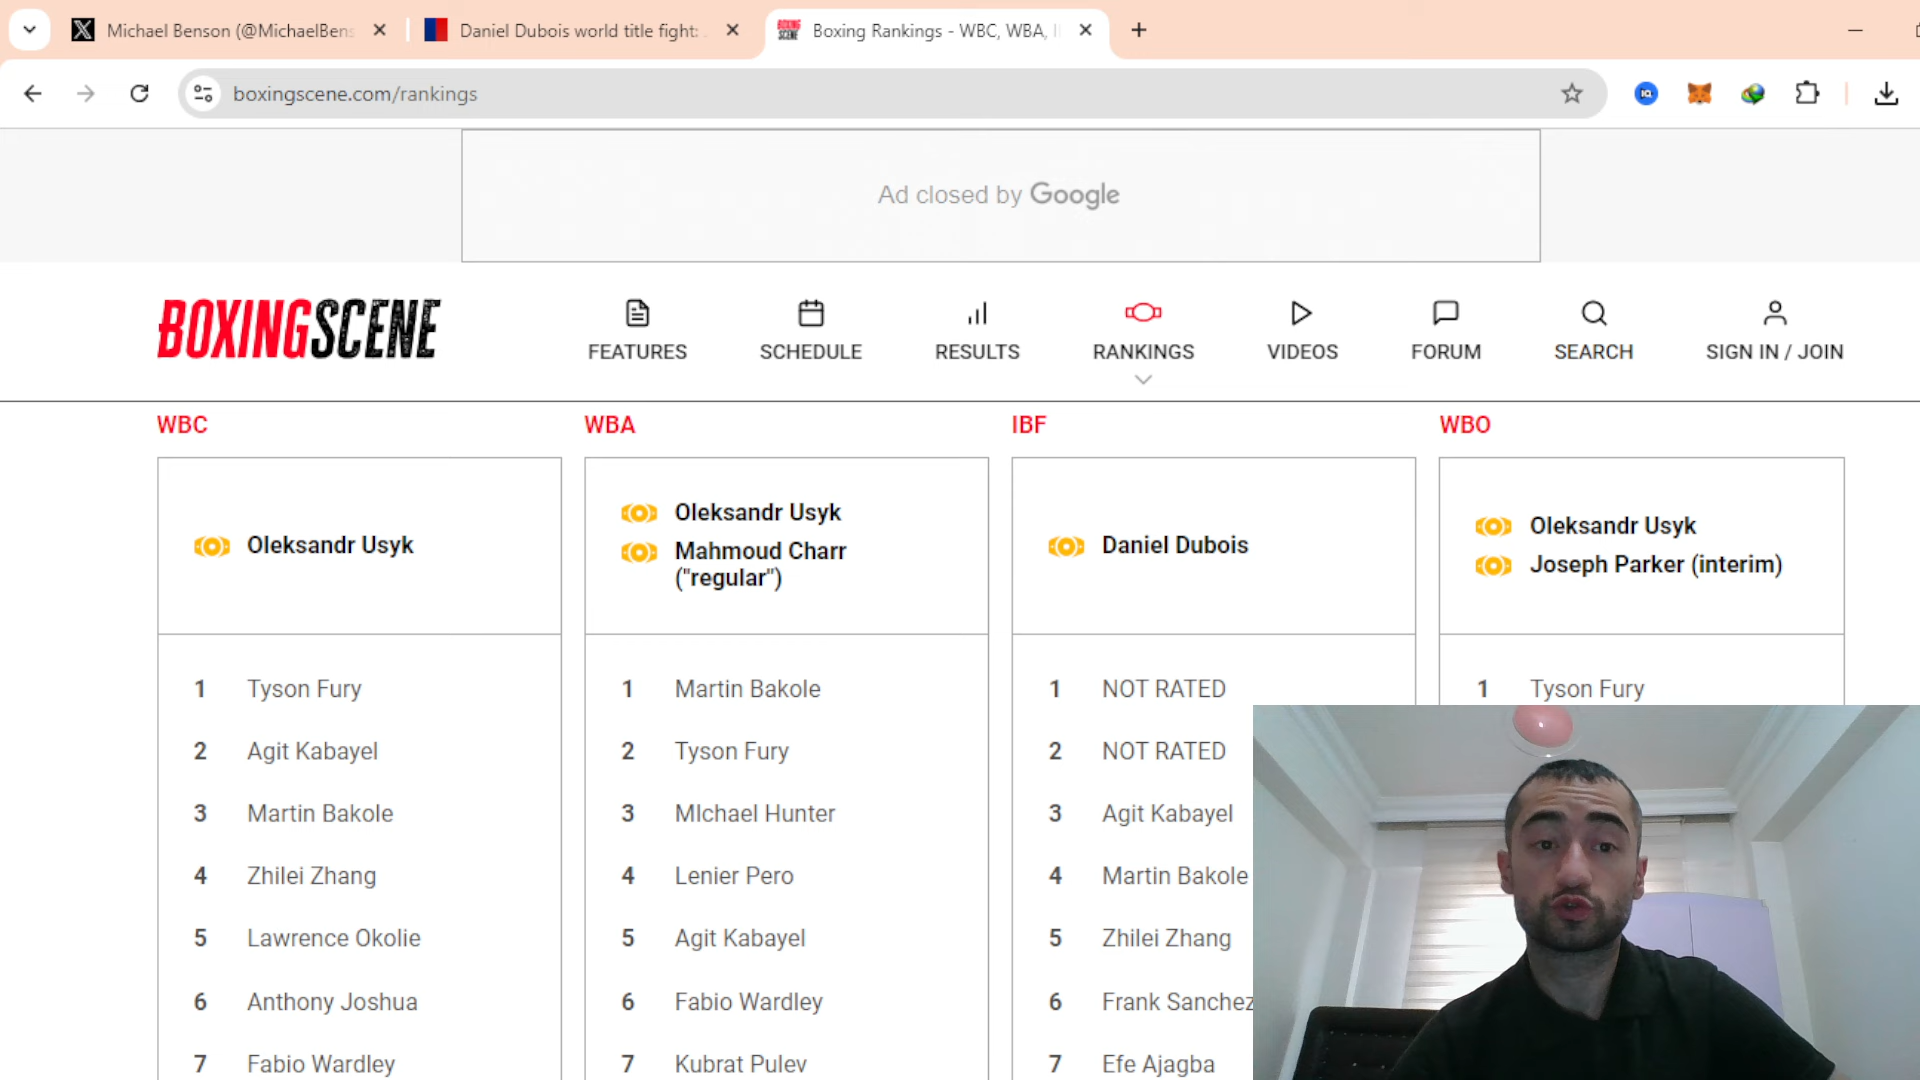 Michael Benson (@MichaelBens
Daniel Dubois world title fight:
Boxing Rankings - WBC, WBA, I
boxingscene.com/rankings
Ad closed by Google
BOXINGSCENE
FEATURES
SCHEDULE
RESULTS
RANKINGS
VIDEOS
FORUM
SEARCH
SIGN IN / JOIN
WBC
Oleksandr Usyk
1 Tyson Fury
2 Agit Kabayel
3 Martin Bakole
4 Zhilei Zhang
5 Lawrence Okolie
6 Anthony Joshua
7 Fabio Wardley
WBA
Oleksandr Usyk
Mahmoud Charr
("regular")
1 Martin Bakole
2 Tyson Fury
3 MIchael Hunter
4 Lenier Pero
5 Agit Kabayel
6 Fabio Wardley
7 Kubrat Pulev
IBF
Daniel Dubois
1 NOT RATED
2 NOT RATED
3 Agit Kabayel
4 Martin Bakole
5 Zhilei Zhang
6 Frank Sanchez
7 Efe Ajagba
WBO
Oleksandr Usyk
Joseph Parker (interim)
1 Tyson Fury